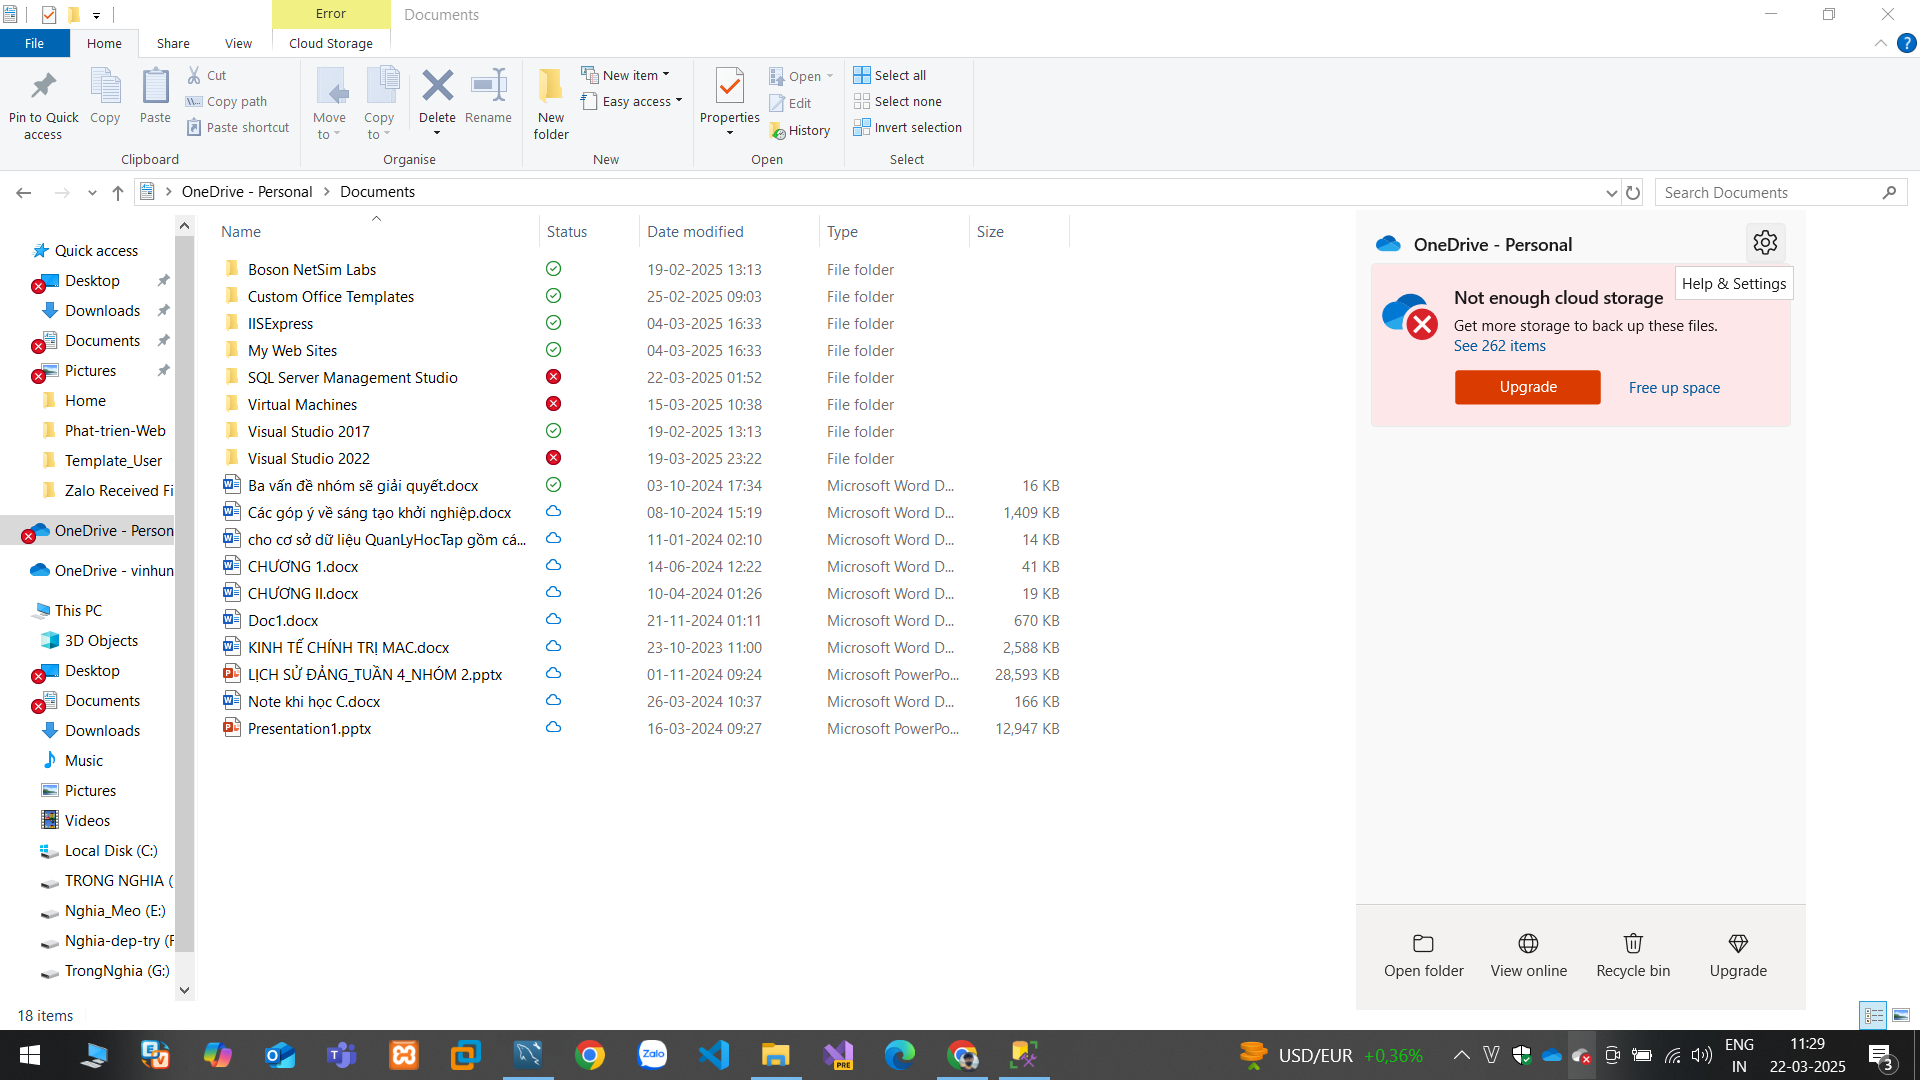 Error
Documents
File
Home
Share
View
Cloud Storage
Pin to Quick access
Copy
Paste
Cut
Copy path
Paste shortcut
Clipboard
Move to
Copy to
Delete
Rename
Organise
New folder
New item
Easy access
New
Properties
Open
Edit
History
Open
Select all
Select none
Invert selection
Select
OneDrive - Personal
Documents
Search Documents
Quick access
Desktop
Downloads
Documents
Pictures
Home
Phat-trien-Web
Template_User
Zalo Received Fi
OneDrive - Person
OneDrive - vinhun
This PC
3D Objects
Desktop
Documents
Downloads
Music
Pictures
Videos
Local Disk (C:)
TRONG NGHIA (
Nghia_Meo (E:)
Nghia-dep-try (F
TrongNghia (G:)
Name Status Date modified Type Size
Boson NetSim Labs 19-02-2025 13:13 File folder
Custom Office Templates 25-02-2025 09:03 File folder
IISExpress 04-03-2025 16:33 File folder
My Web Sites 04-03-2025 16:33 File folder
SQL Server Management Studio 22-03-2025 01:52 File folder
Virtual Machines 15-03-2025 10:38 File folder
Visual Studio 2017 19-02-2025 13:13 File folder
Visual Studio 2022 19-03-2025 23:22 File folder
Ba vấn đề nhóm sẽ giải quyết.docx 03-10-2024 17:34 Microsoft Word D... 16 KB
Các góp ý về sáng tạo khởi nghiệp.docx 08-10-2024 15:19 Microsoft Word D... 1,409 KB
cho cơ sở dữ liệu QuanLyHocTap gồm cá... 11-01-2024 02:10 Microsoft Word D... 14 KB
CHƯƠNG 1.docx 14-06-2024 12:22 Microsoft Word D... 41 KB
CHƯƠNG II.docx 10-04-2024 01:26 Microsoft Word D... 19 KB
Doc1.docx 21-11-2024 01:11 Microsoft Word D... 670 KB
KINH TẾ CHÍNH TRỊ MAC.docx 23-10-2023 11:00 Microsoft Word D... 2,588 KB
LỊCH SỬ ĐẢNG_TUẦN 4_NHÓM 2.pptx 01-11-2024 09:24 Microsoft PowerPo... 28,593 KB
Note khi học C.docx 26-03-2024 10:37 Microsoft Word D... 166 KB
Presentation1.pptx 16-03-2024 09:27 Microsoft PowerPo... 12,947 KB
OneDrive - Personal
Help & Settings
Not enough cloud storage
Get more storage to back up these files.
See 262 items
Upgrade
Free up space
Open folder
View online
Recycle bin
Upgrade
18 items
Zalo
PRE
USD/EUR +0,36%
ENG
IN
11:29
22-03-2025
3